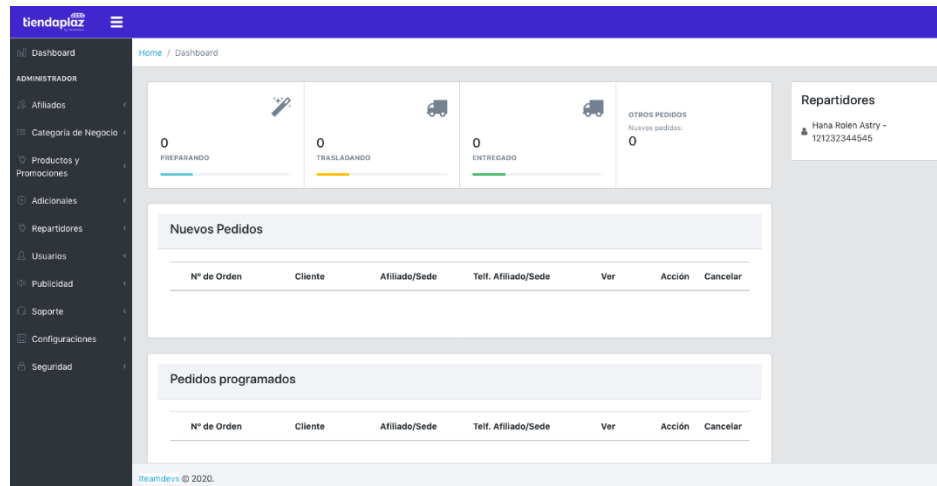 tiendaplaz
Dashboard
ADMINISTRADOR
Afiliados
Categoría de Negocio
Productos y
Promociones
Adicionales
Repartidores
Usuarios
Publicidad
Soporte
Configuraciones
Seguridad
Home / Dashboard
0
PREPARANDO
0
TRASLADANDO
0
ENTREGADO
OTROS PEDIDOS
Nuevos pedidos:
0
Repartidores
Hana Rolen Astry -
121232344545
Nuevos Pedidos
Nº de Orden Cliente Afiliado/Sede Telf. Afiliado/Sede Ver Acción Cancelar
Pedidos programados
Nº de Orden Cliente Afiliado/Sede Telf. Afiliado/Sede Ver Acción Cancelar
Iteamdevs © 2020.